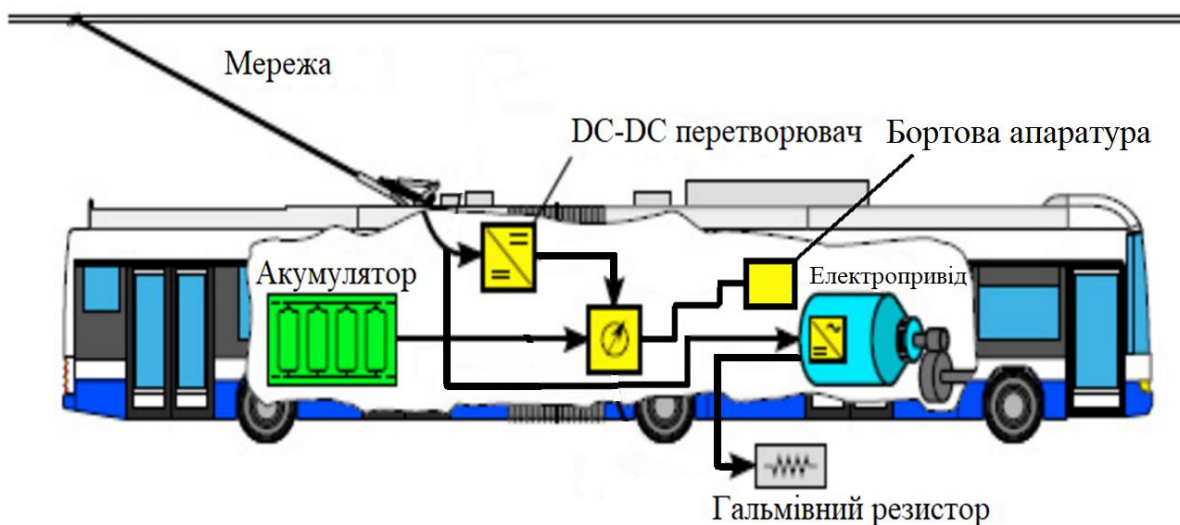 Мережа
DC-DC перетворювач
Бортова апаратура
Акумулятор
Електропривід
Гальмівний резистор